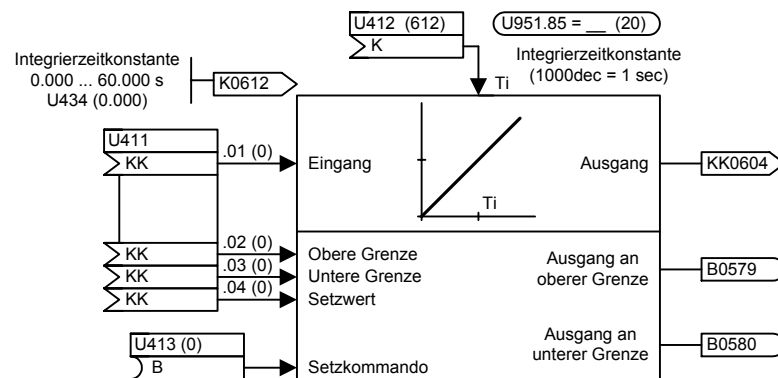 U412 (612)
K
U951.85 = __ (20)
Integrierzeitkonstante
0.000 ... 60.000 s
U434 (0.000)
K0612
Ti
Integrierzeitkonstante
(1000dec = 1 sec)
U411
KK
.01 (0)
Eingang
Ti
Ausgang
KK0604
KK
.02 (0)
Obere Grenze
KK
.03 (0)
Untere Grenze
KK
.04 (0)
Setzwert
Ausgang an
oberer Grenze
B0579
Ausgang an
unterer Grenze
B0580
U413 (0)
B
Setzkommando